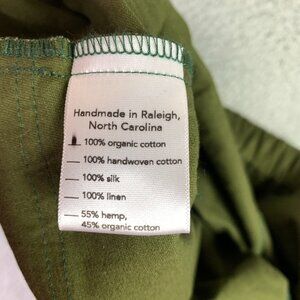 Handmade in Raleigh,
North Carolina
100% organic cotton
100% handwoven cotton
100% silk
100% linen
55% hemp,
45% organic cotton